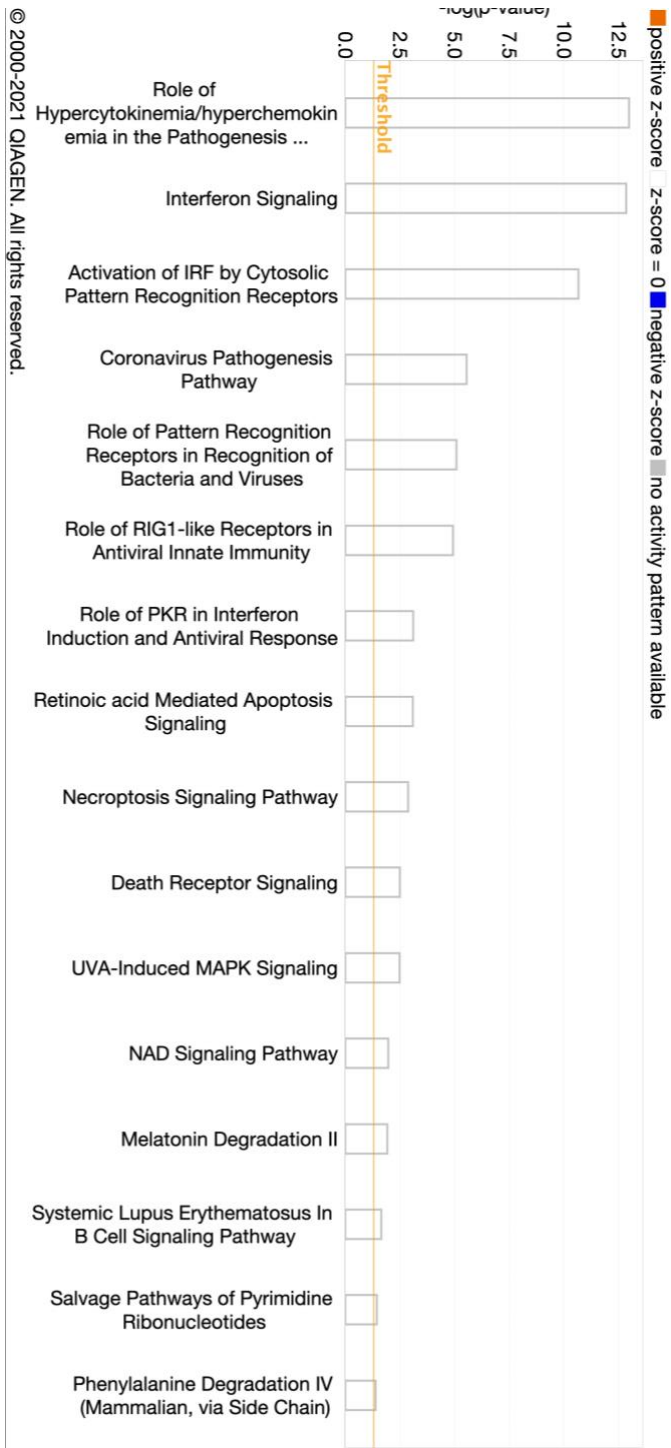 positive z-score z-score = 0 negative z-score no activity pattern available
-log(p-value)
0.0 2.5 5.0 7.5 10.0 12.5
Threshold
Role of
Hypercytokinemia/hyperchemokin
emia in the Pathogenesis ...
Interferon Signaling
Activation of IRF by Cytosolic
Pattern Recognition Receptors
Coronavirus Pathogenesis
Pathway
Role of Pattern Recognition
Receptors in Recognition of
Bacteria and Viruses
Role of RIG1-like Receptors in
Antiviral Innate Immunity
Role of PKR in Interferon
Induction and Antiviral Response
Retinoic acid Mediated Apoptosis
Signaling
Necroptosis Signaling Pathway
Death Receptor Signaling
UVA-Induced MAPK Signaling
NAD Signaling Pathway
Melatonin Degradation II
Systemic Lupus Erythematosus In
B Cell Signaling Pathway
Salvage Pathways of Pyrimidine
Ribonucleotides
Phenylalanine Degradation IV
(Mammalian, via Side Chain)
© 2000-2021 QIAGEN. All rights reserved.